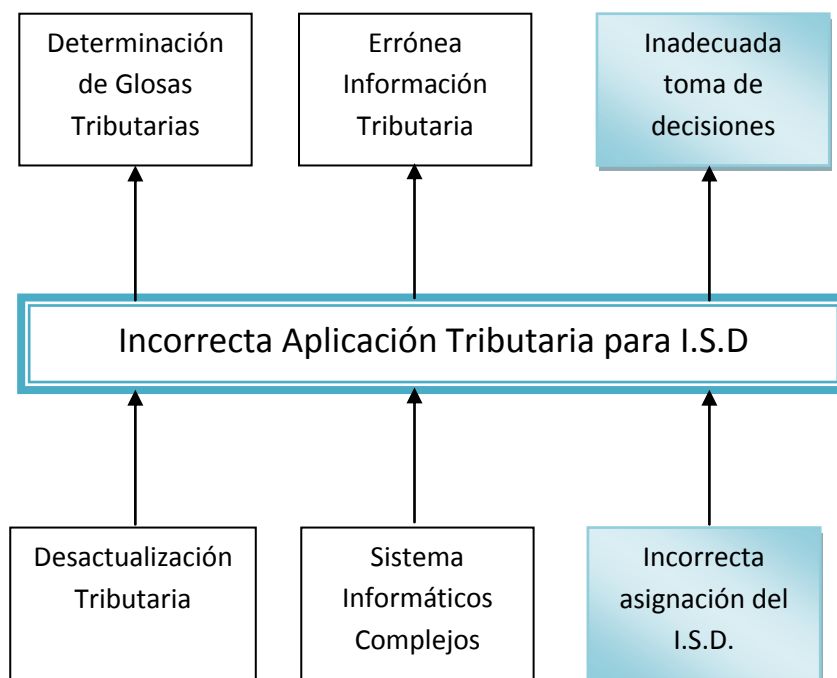 Determinación
de Glosas
Tributarias
Errónea
Información
Tributaria
Inadecuada
toma de
decisiones
Incorrecta Aplicación Tributaria para I.S.D
Desactualización
Tributaria
Sistema
Informáticos
Complejos
Incorrecta
asignación del
I.S.D.